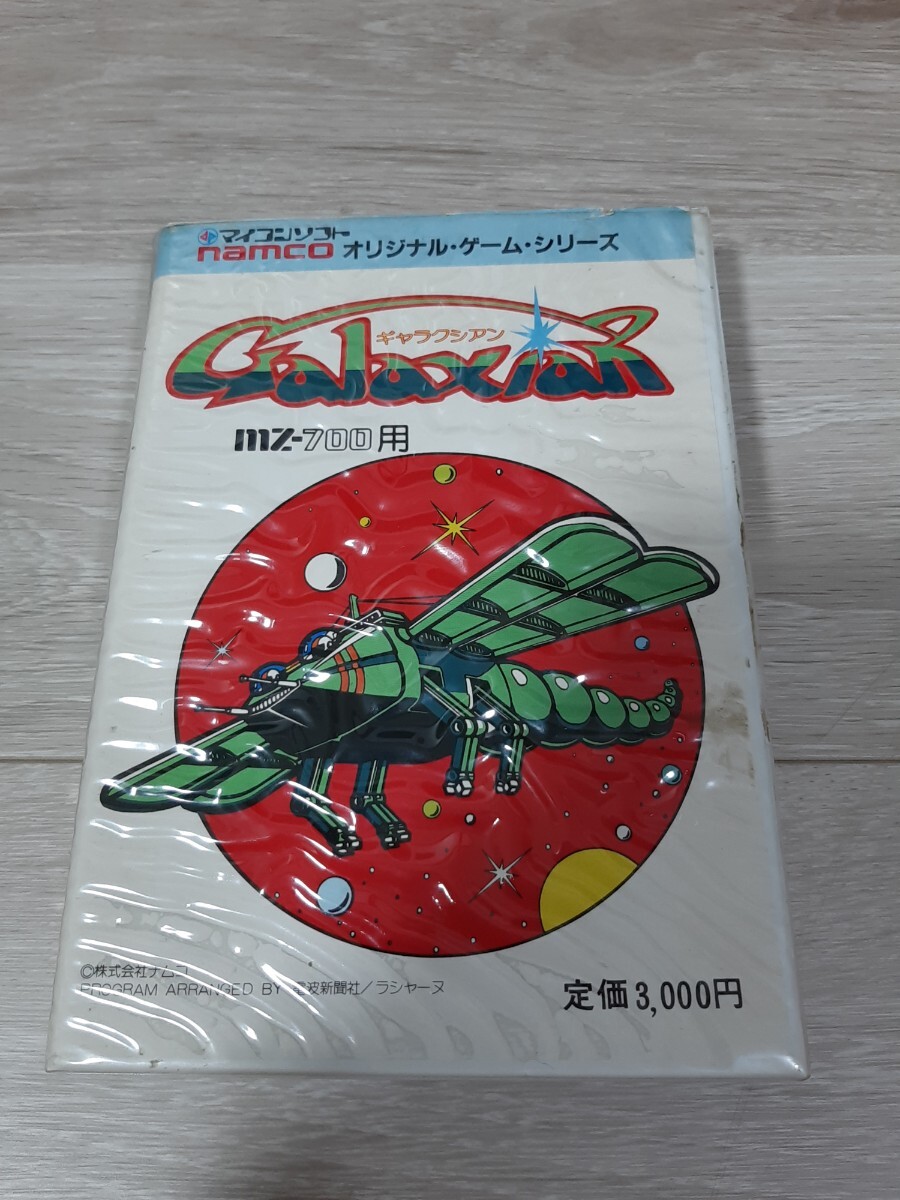 マイコンソフト
namco オリジナル・ゲーム・シリーズ
Galaxian
ギャラクシアン
mz-700用
©株式会社ナムコ
PROGRAM ARRANGED BY 電波新聞社/ラシャーヌ
定価3,000円